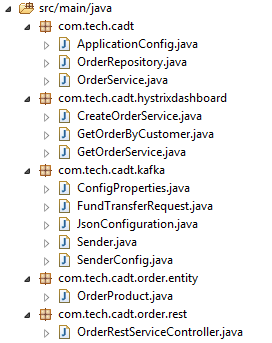 src/main/java
com.tech.cadt
ApplicationConfig.java
OrderRepository.java
OrderService.java
com.tech.cadt.hystrixdashboard
CreateOrderService.java
GetOrderByCustomer.java
GetOrderService.java
com.tech.cadt.kafka
ConfigProperties.java
FundTransferRequest.java
JsonConfiguration.java
Sender.java
SenderConfig.java
com.tech.cadt.order.entity
OrderProduct.java
com.tech.cadt.order.rest
OrderRestServiceController.java